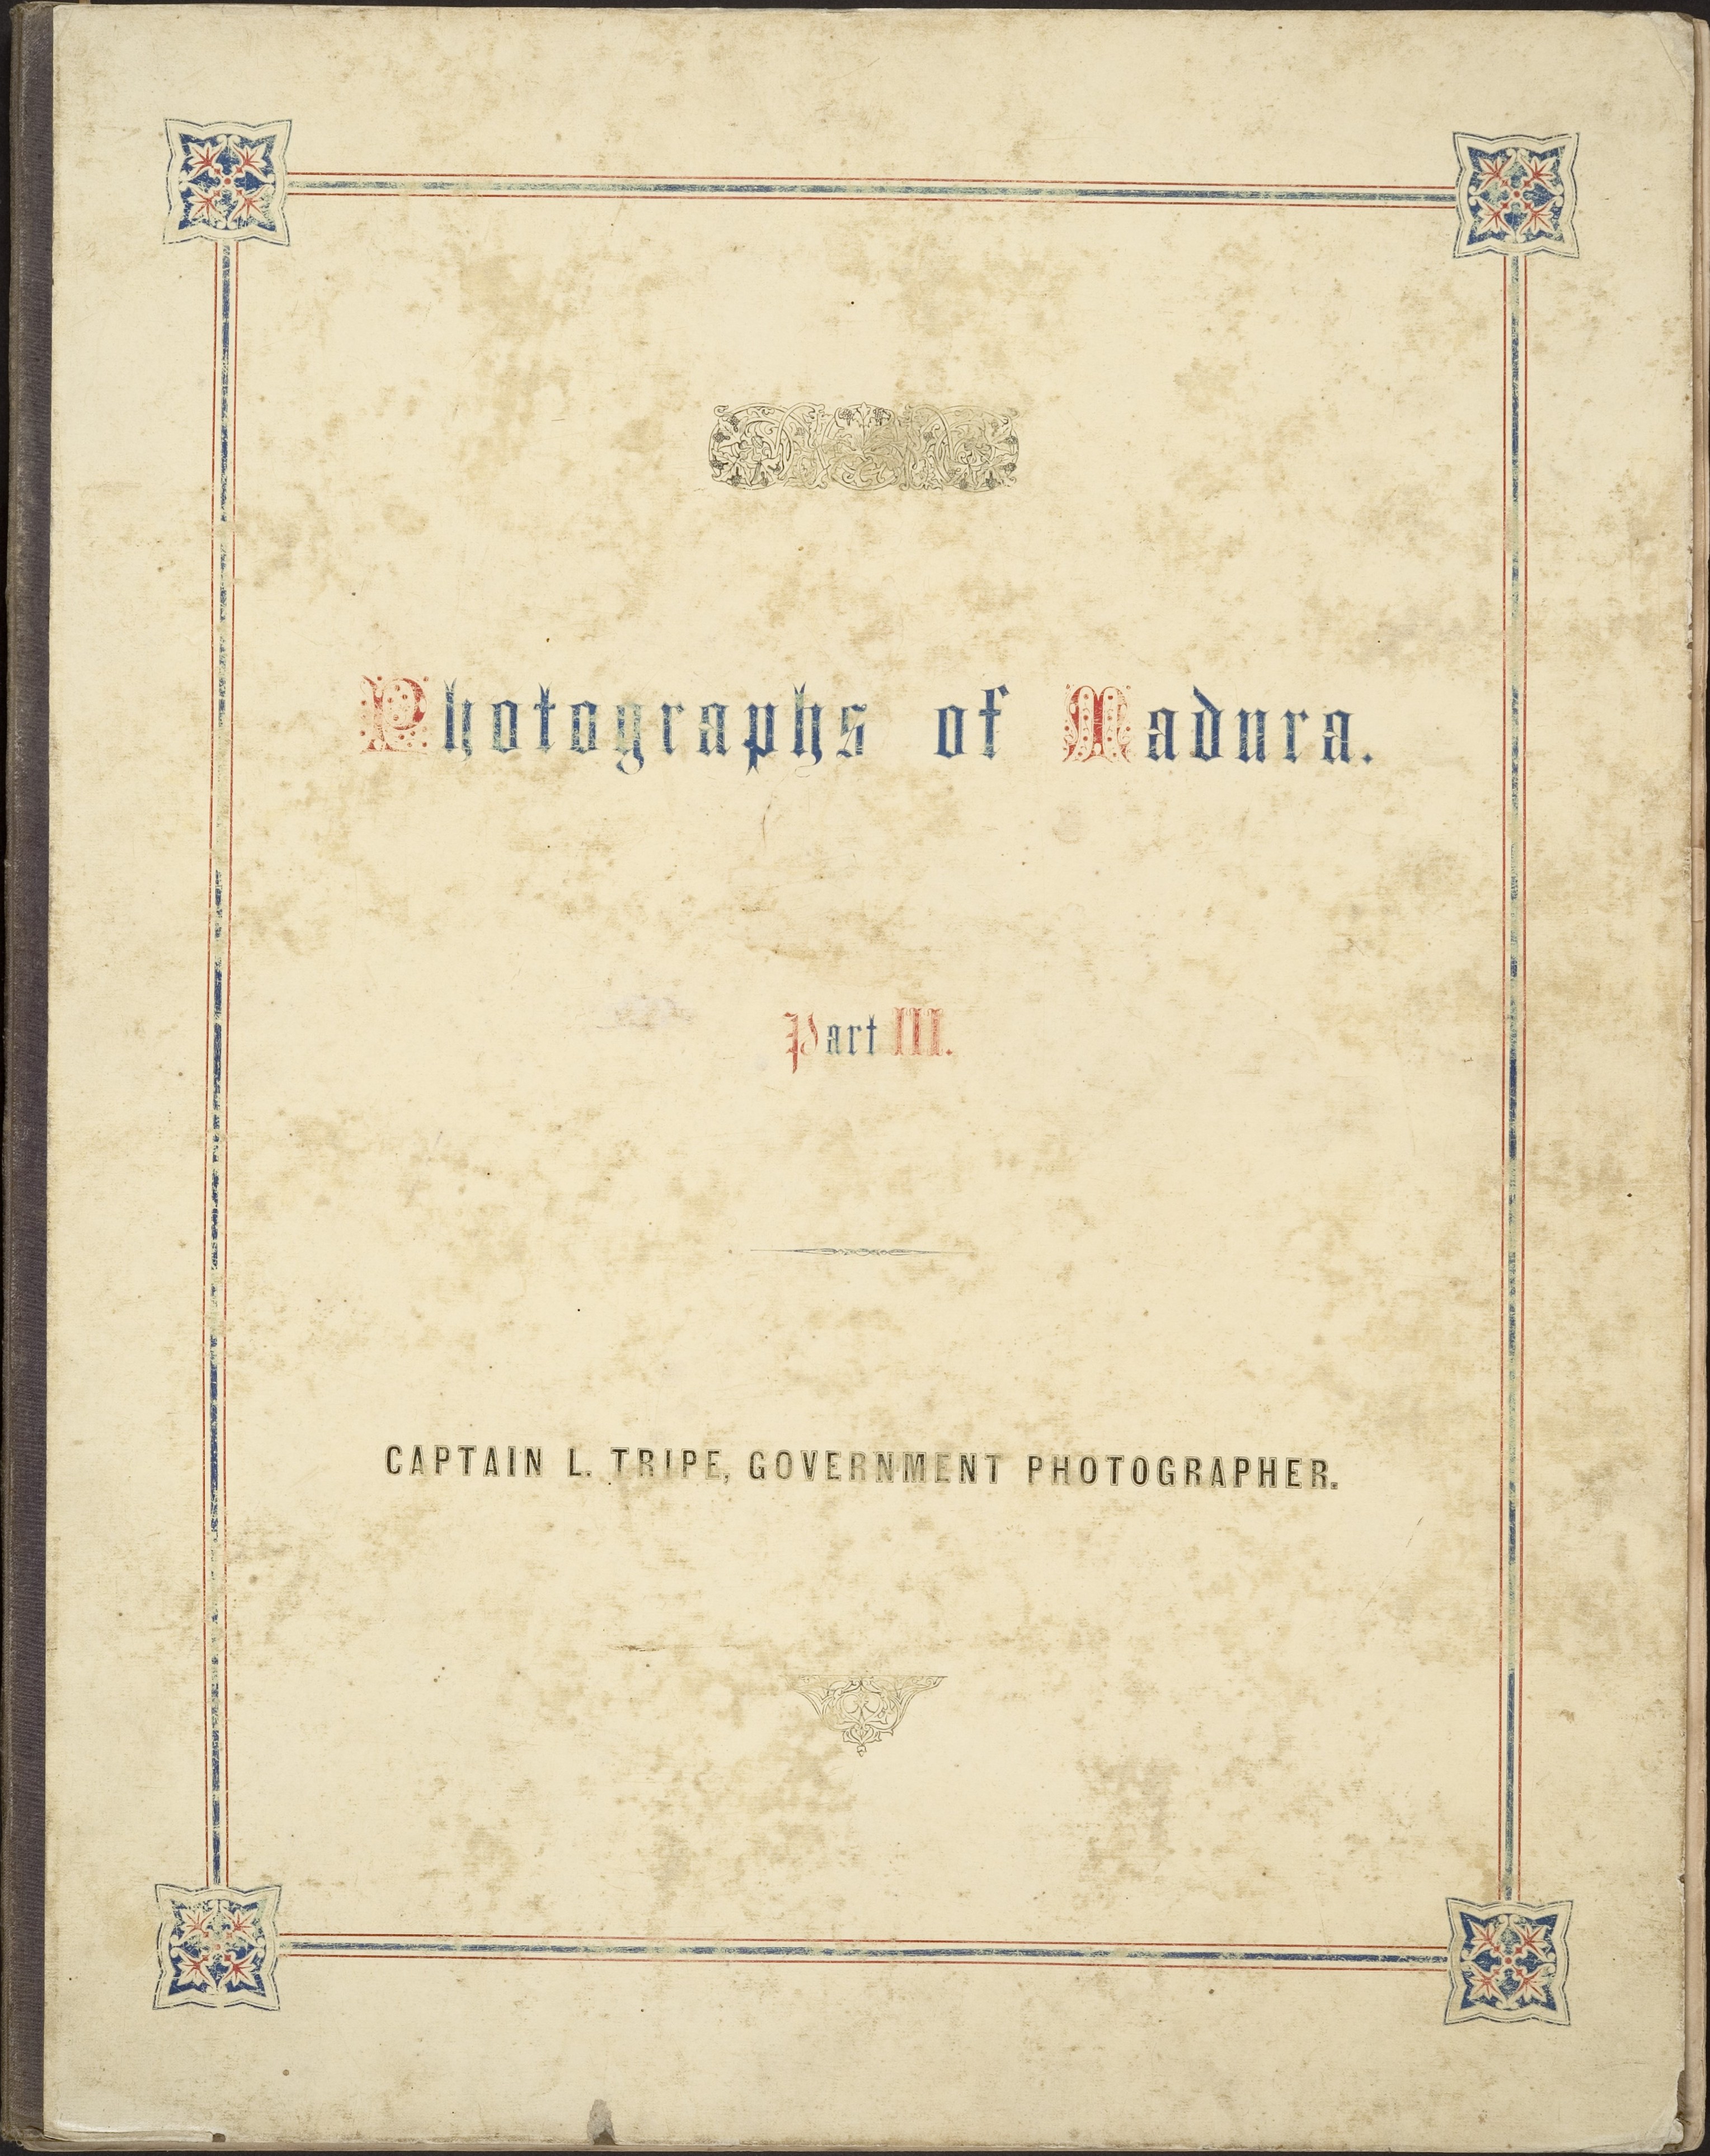 Photographs of Madura.
Part III.
CAPTAIN L. TRIPE, GOVERNMENT PHOTOGRAPHER.